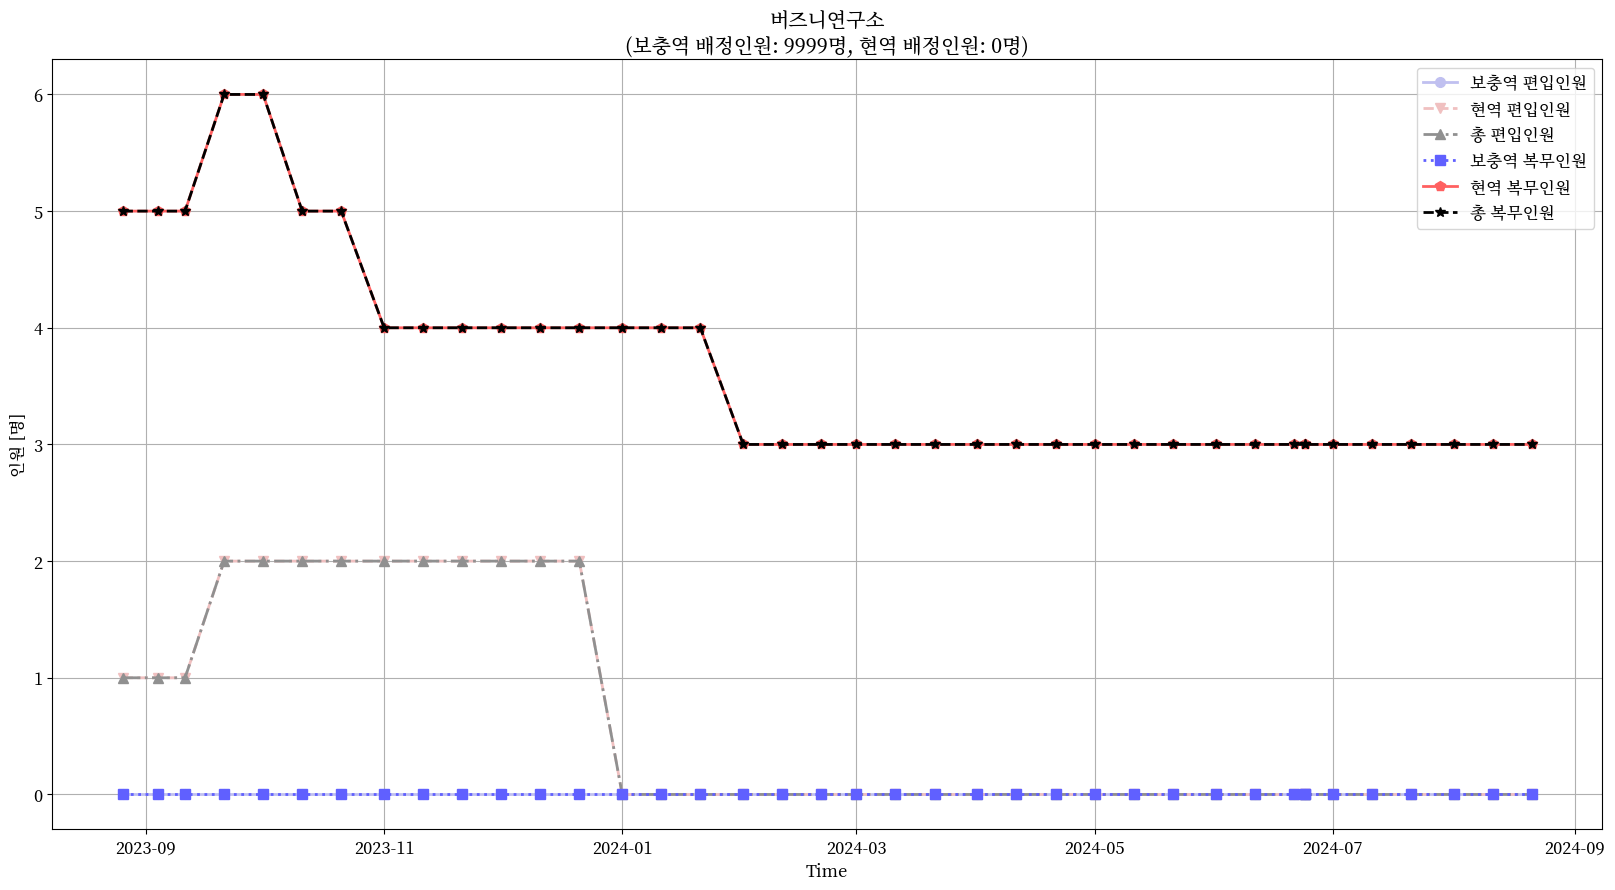 버즈니연구소
(보충역 배정인원: 9999명, 현역 배정인원: 0명)
보충역 편입인원
현역 편입인원
총 편입인원
보충역 복무인원
현역 복무인원
총 복무인원
인원 [명]
6
5
4
3
2
1
0
2023-09
2023-11
2024-01
2024-03
2024-05
2024-07
2024-09
Time